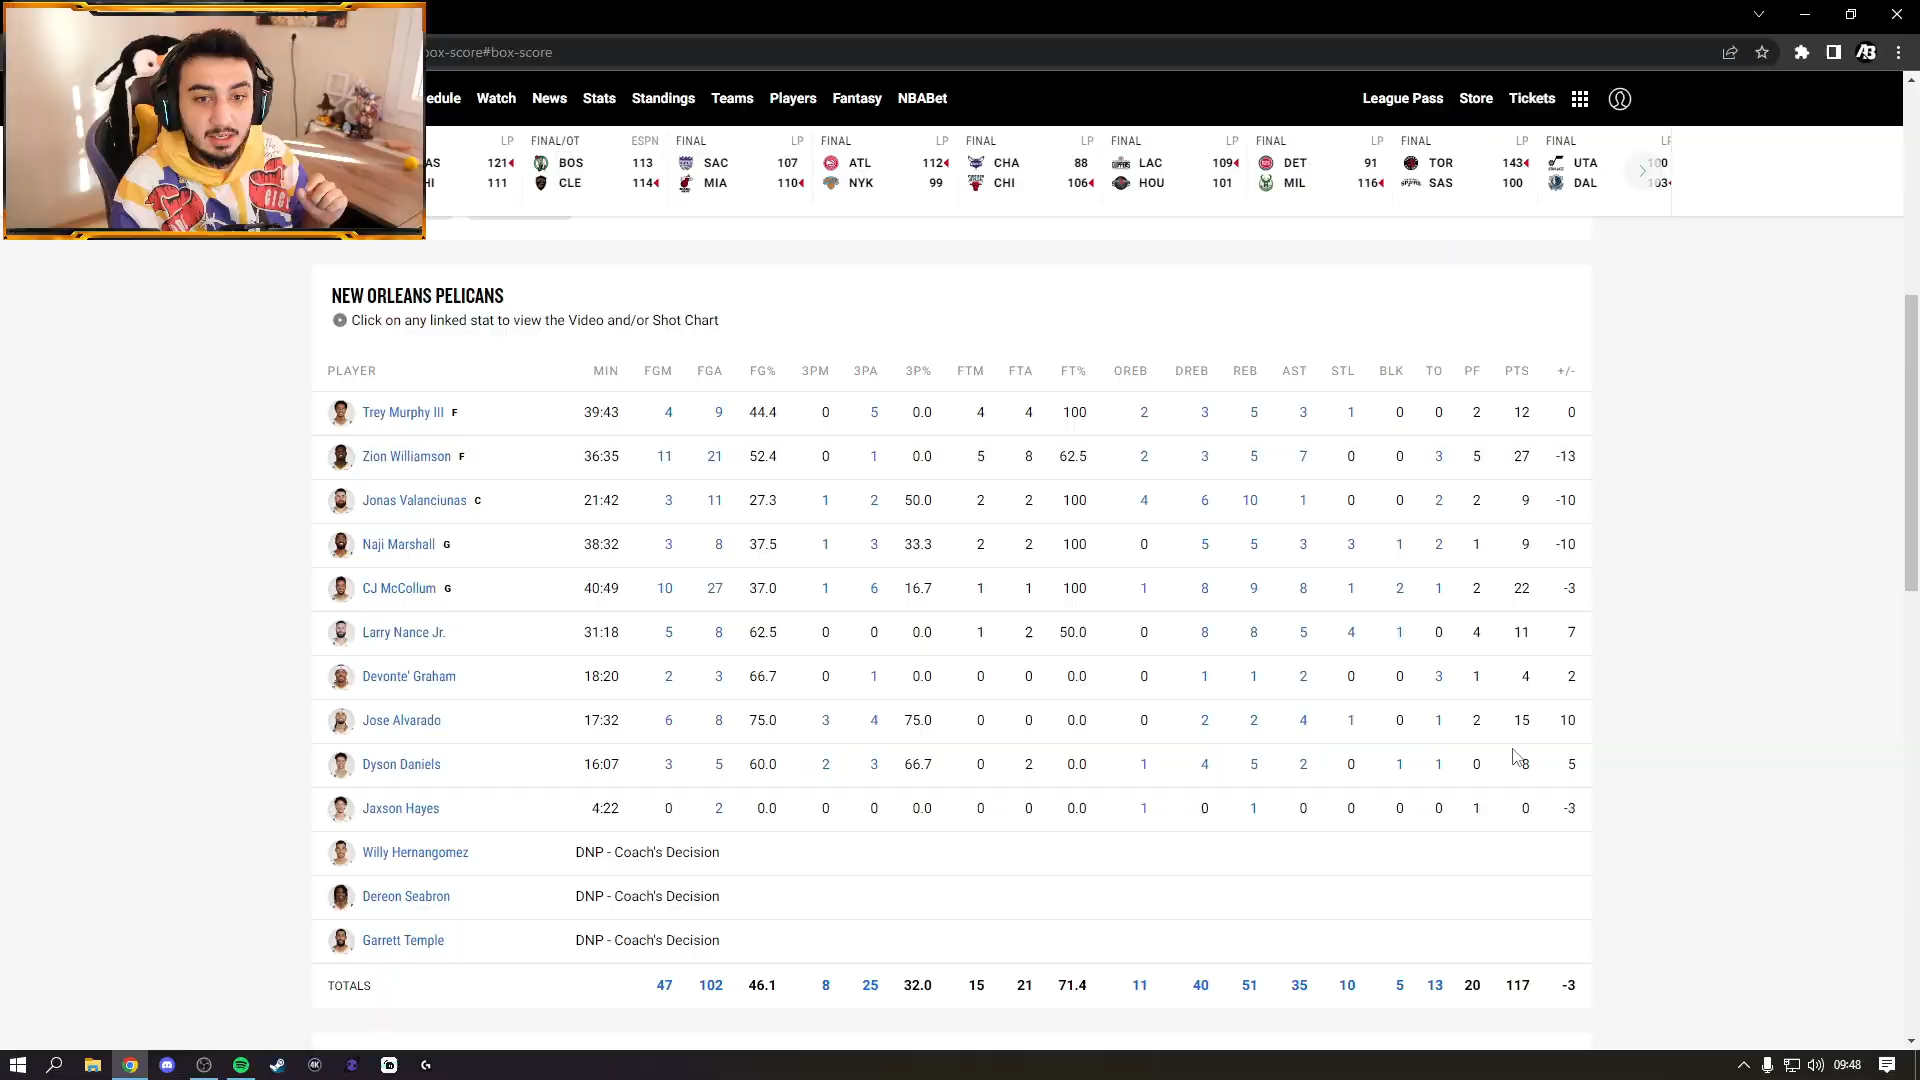 ox-score#box-score
edule Watch News Stats Standings Teams Players Fantasy NBABet League Pass Store Tickets
LP FINAL/OT ESPN FINAL LP FINAL LP FINAL LP FINAL LP FINAL LP FINAL LP FINAL LP
AS 121 BOS 113 SAC 107 ATL 112 CHA 88 LAC 109 DET 91 TOR 143 UTA 100
HI 111 CLE 114 MIA 110 NYK 99 CHI 106 HOU 101 MIL 116 SAS 100 DAL 103
NEW ORLEANS PELICANS
Click on any linked stat to view the Video and/or Shot Chart
PLAYER MIN FGM FGA FG% 3PM 3PA 3P% FTM FTA FT% OREB DREB REB AST STL BLK TO PF PTS +/-
Trey Murphy III F 39:43 4 9 44.4 0 5 0.0 4 4 100 2 3 5 3 1 0 0 2 12 0
Zion Williamson F 36:35 11 21 52.4 0 1 0.0 5 8 62.5 2 3 5 7 0 0 3 5 27 -13
Jonas Valanciunas C 21:42 3 11 27.3 1 2 50.0 2 2 100 4 6 10 1 0 0 2 2 9 -10
Naji Marshall G 38:32 3 8 37.5 1 3 33.3 2 2 100 0 5 5 3 3 1 2 1 9 -10
CJ McCollum G 40:49 10 27 37.0 1 6 16.7 1 1 100 1 8 9 8 1 2 1 2 22 -3
Larry Nance Jr. 31:18 5 8 62.5 0 0 0.0 1 2 50.0 0 8 8 5 4 1 0 4 11 7
Devonte' Graham 18:20 2 3 66.7 0 1 0.0 0 0 0.0 0 1 1 2 0 0 3 1 4 2
Jose Alvarado 17:32 6 8 75.0 3 4 75.0 0 0 0.0 0 2 2 4 1 0 1 2 15 10
Dyson Daniels 16:07 3 5 60.0 2 3 66.7 0 2 0.0 1 4 5 2 0 1 1 0 8 5
Jaxson Hayes 4:22 0 2 0.0 0 0 0.0 0 0 0.0 1 0 1 0 0 0 0 1 0 -3
Willy Hernangomez DNP - Coach's Decision
Dereon Seabron DNP - Coach's Decision
Garrett Temple DNP - Coach's Decision
TOTALS 47 102 46.1 8 25 32.0 15 21 71.4 11 40 51 35 10 5 13 20 117 -3
09:48